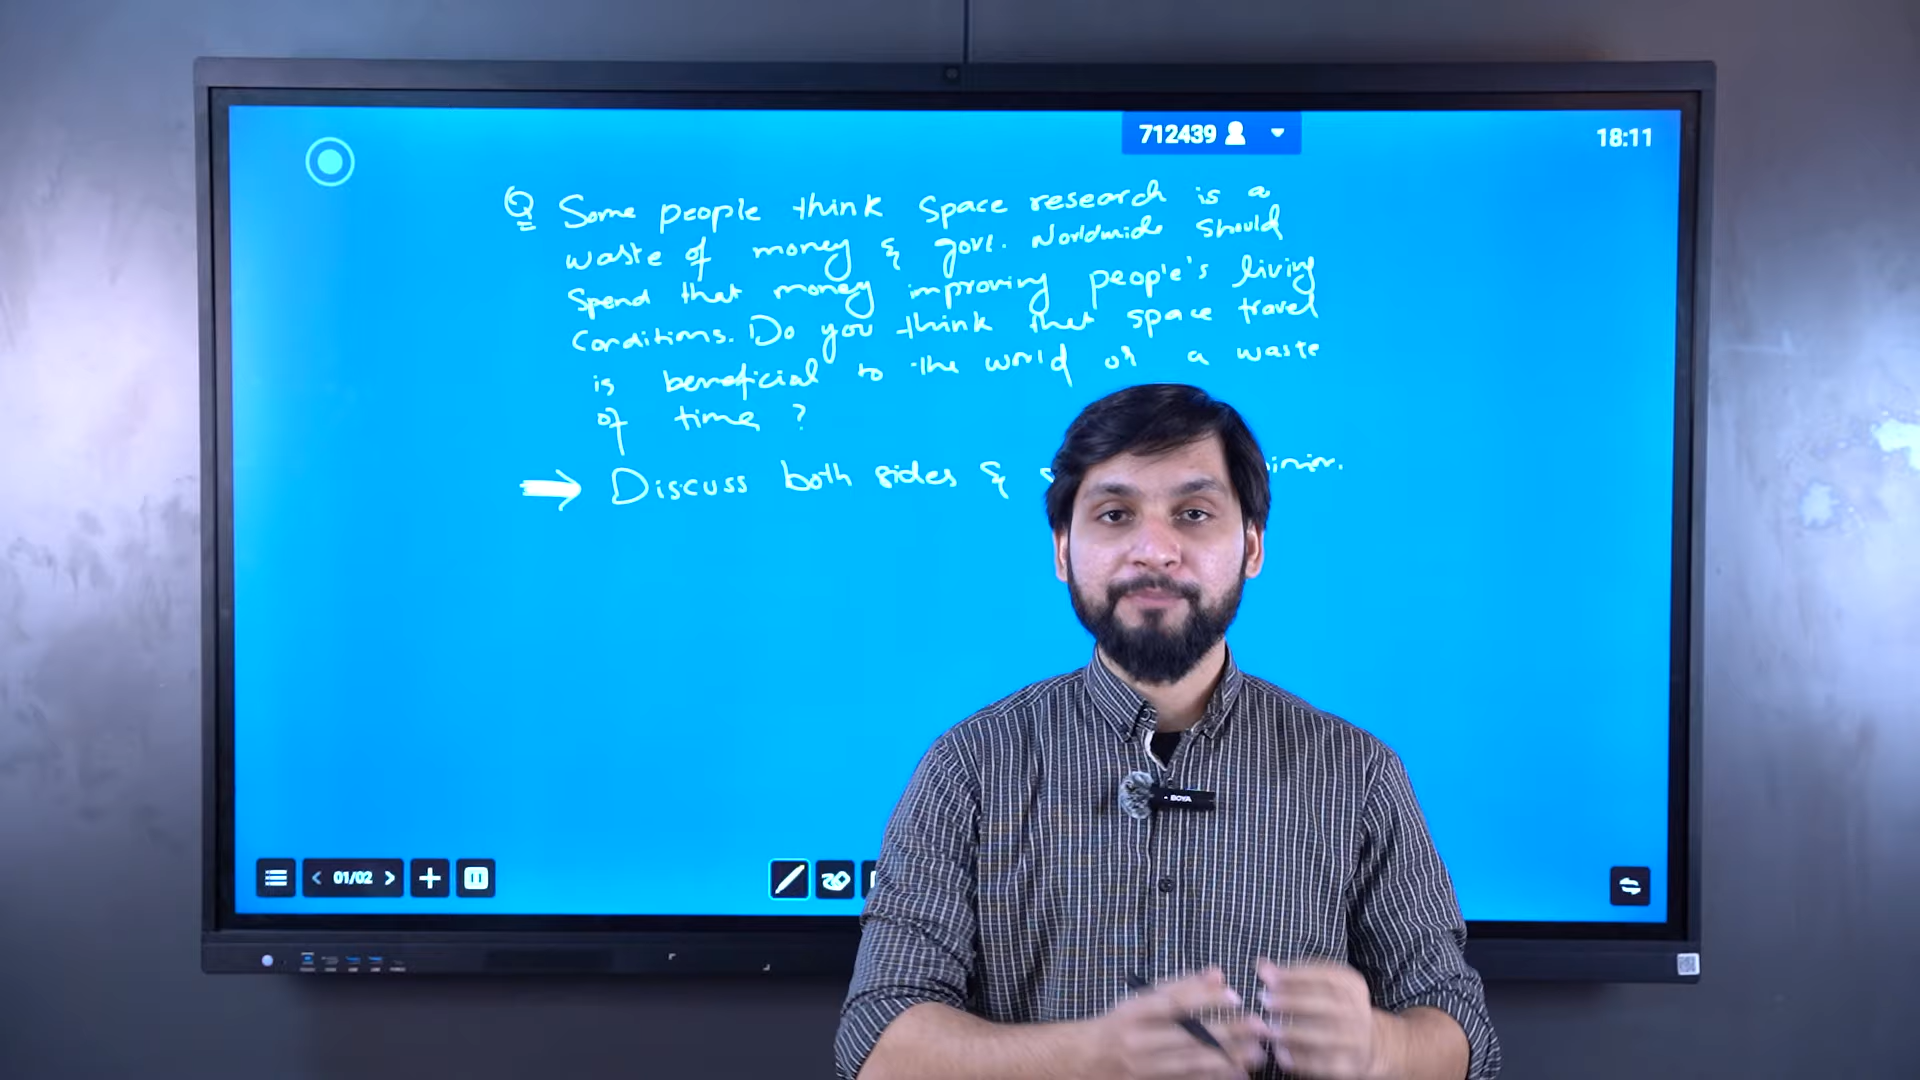 712439
18:11
Q Some people think space research is a
waste of money & govt. worldwide should
spend that money improving people's living
conditions. Do you think that space travel
is beneficial to the world or a waste
of time?
Discuss both sides &
01/02
BOYA